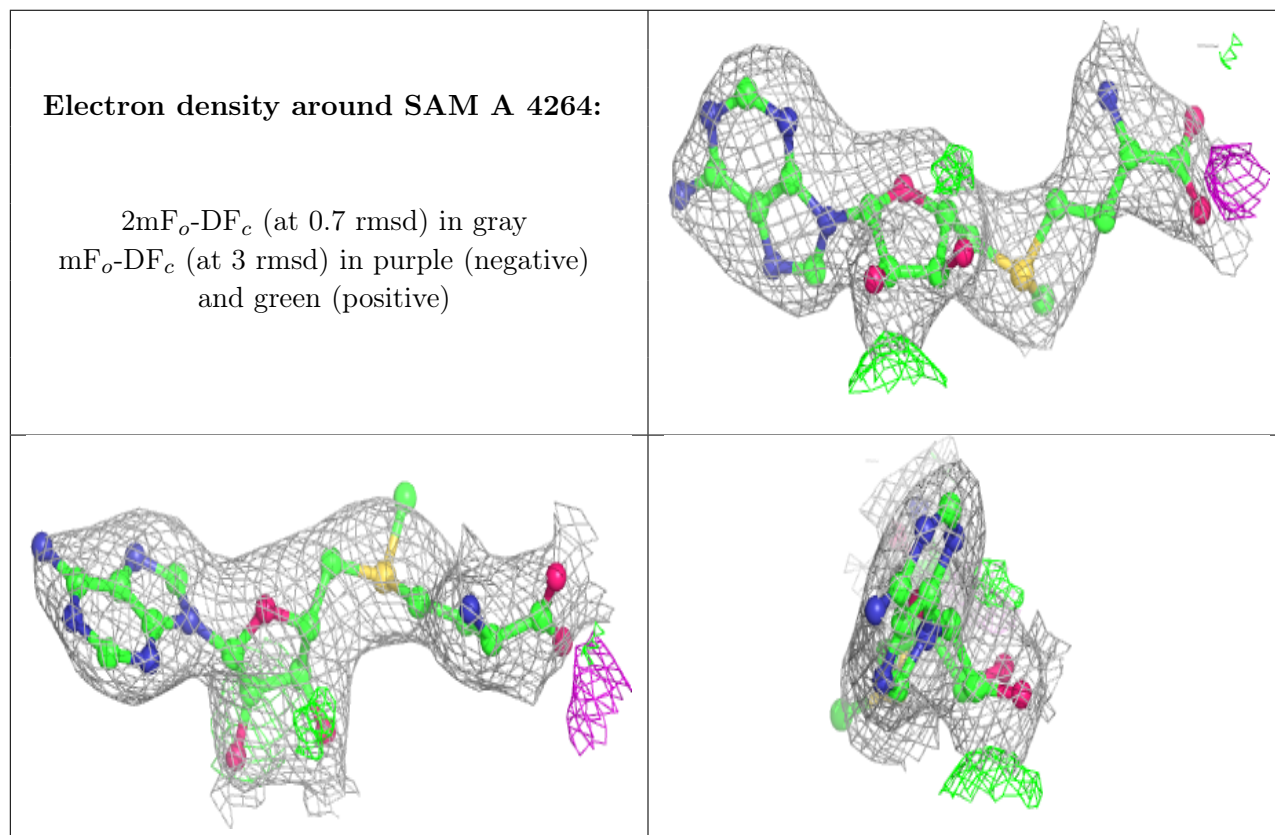 Electron density around SAM A 4264:
2mFo-DFc (at 0.7 rmsd) in gray
mFo-DFc (at 3 rmsd) in purple (negative)
and green (positive)